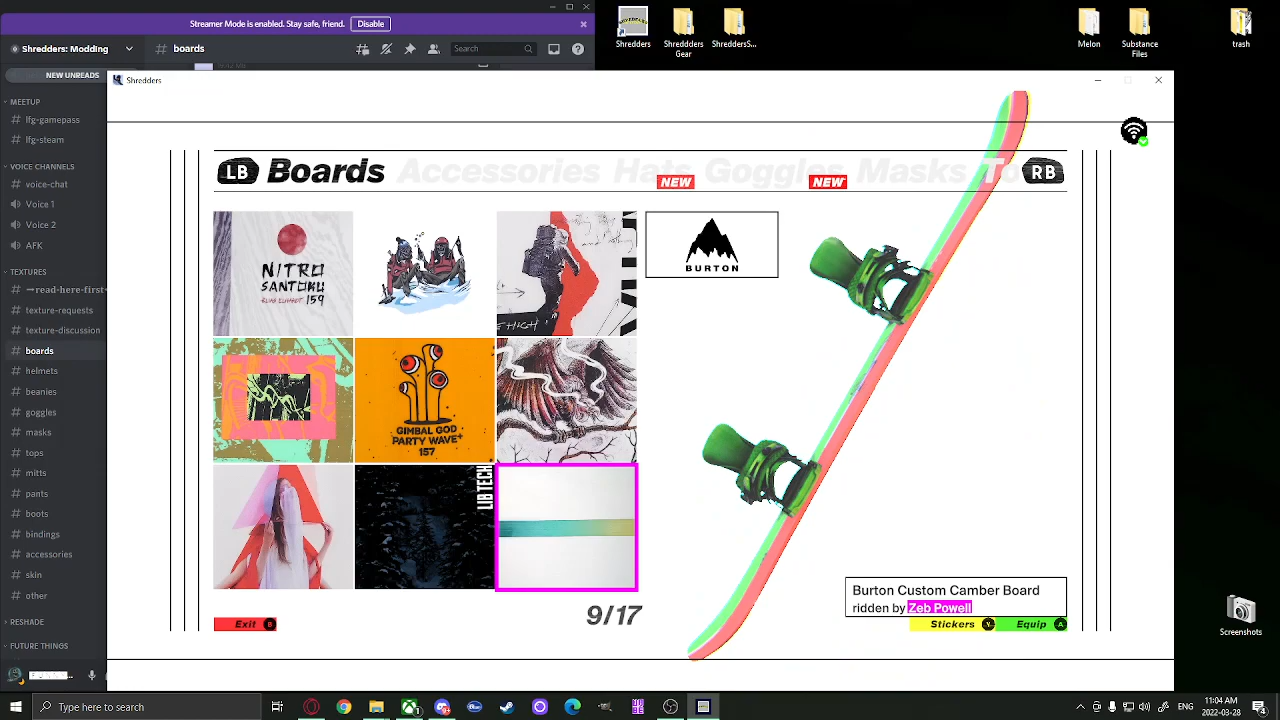 Streamer Mode is enabled. Stay safe, friend.
Disable
Shredders
Shredders Gear
ShreddersS...
Melon
Substance Files
trash
Shredders: Modding
boards
Search
NEW UNREADS
Shredders
MEETUP
lfg-gamepass
lfg-steam
VOICE CHANNELS
voice-chat
Voice 1
Voice 2
AFK
TEXTURES
read-here-first
texture-requests
texture-discussion
boards
helmets
beanies
goggles
masks
tops
mitts
pants
boots
bindings
accessories
skin
other
RESHADE
FUTURE THINGS
LB
Boards
Accessories
Hats
Goggles
Masks
To
RB
NEW
NEW
NITRO
SANTOKU
159
BURTON
GIMBAL GOD
PARTY WAVE+
157
LIB TECH
9/17
Burton Custom Camber Board
ridden by Zeb Powell
Exit B
Stickers Y
Equip A
Screenshots
Type here to search
11:04 AM
2022-03-28